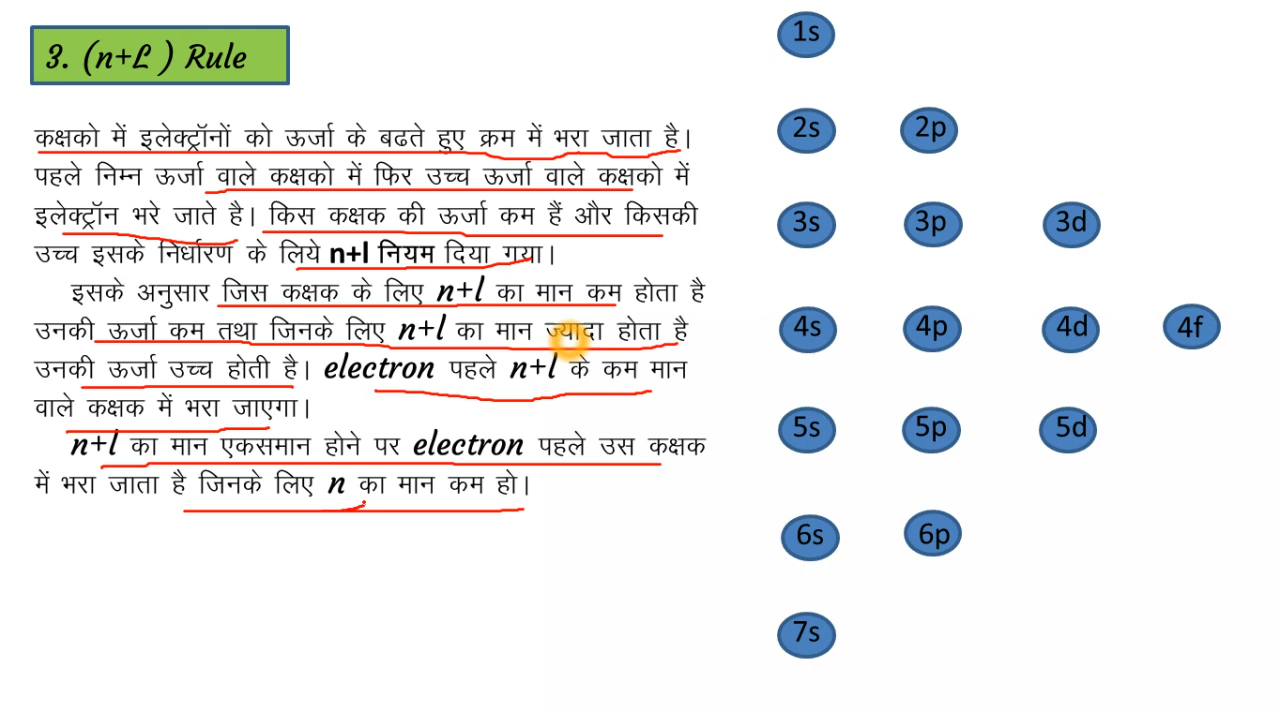 3. (n+L ) Rule
कक्षको में इलेक्ट्रॉनों को ऊर्जा के बढते हुए क्रम में भरा जाता है।
पहले निम्न ऊर्जा वाले कक्षको में फिर उच्च ऊर्जा वाले कक्षको में
इलेक्ट्रॉन भरे जाते है। किस कक्षक की ऊर्जा कम हैं और किसकी
उच्च इसके निर्धारण के लिये n+l नियम दिया गया।
इसके अनुसार जिस कक्षक के लिए n+l का मान कम होता है
उनकी ऊर्जा कम तथा जिनके लिए n+l का मान ज्यादा होता है
उनकी ऊर्जा उच्च होती है। electron पहले n+l के कम मान
वाले कक्षक में भरा जाएगा।
n+l का मान एकसमान होने पर electron पहले उस कक्षक
में भरा जाता है जिनके लिए n का मान कम हो।
1s
2s 2p
3s 3p 3d
4s 4p 4d 4f
5s 5p 5d
6s 6p
7s